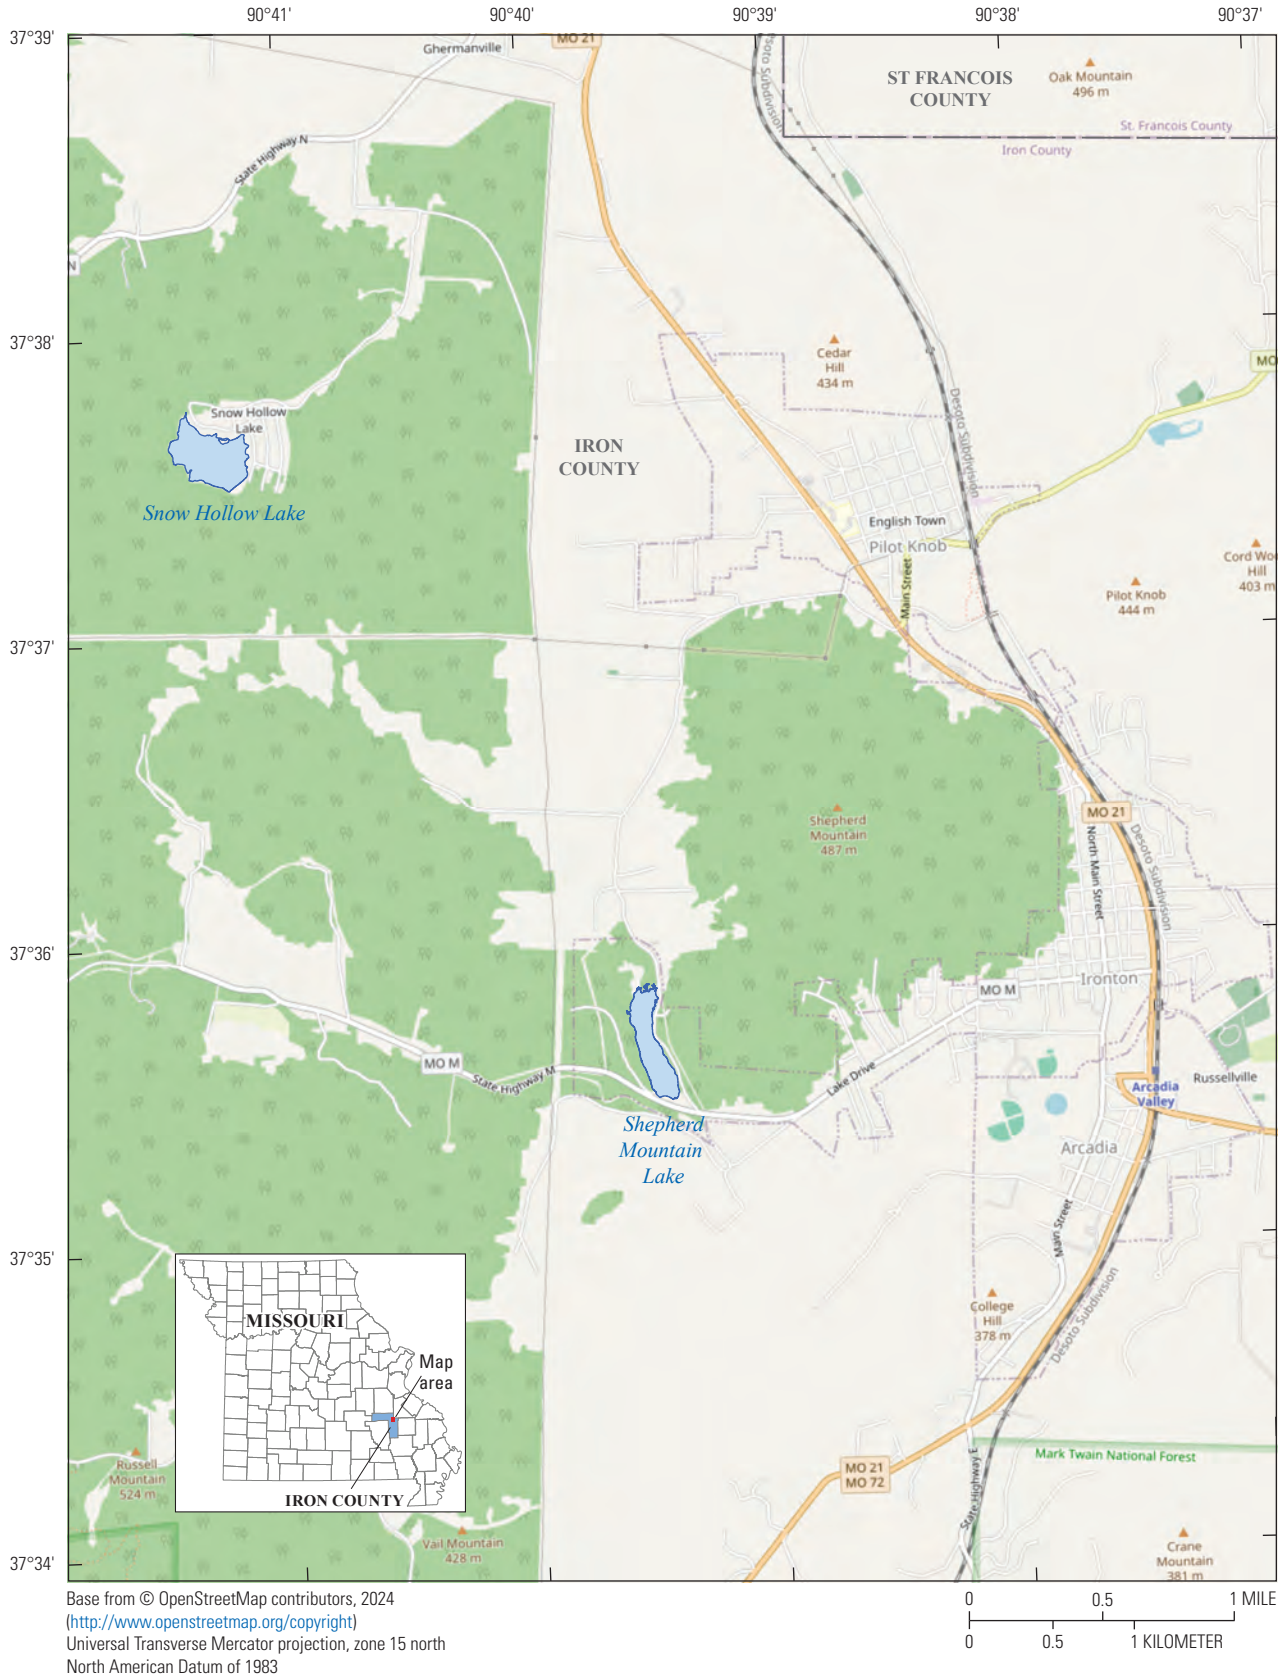 90°41'
90°40'
90°39'
90°38'
90°37'
37°39'
37°38'
37°37'
37°36'
37°35'
37°34'
Ghermanville
MO 21
Desoto Subdivision
ST FRANCOIS
COUNTY
Oak Mountain
496 m
St. Francois County
Iron County
State Highway N
N
Cedar
Hill
434 m
MO
Snow Hollow
Lake
Snow Hollow Lake
IRON
COUNTY
Desoto Subdivision
English Town
Pilot Knob
Main Street
Pilot Knob
444 m
Cord Wo
Hill
403 m
Shepherd
Mountain
487 m
MO 21
North Main Street
Desoto Subdivision
Ironton
MO M
MO M
State Highway M
Lake Drive
Russellville
Arcadia
Valley
Shepherd
Mountain
Lake
Arcadia
Main Street
College
Hill
378 m
Desoto Subdivision
MISSOURI
Map
area
IRON COUNTY
Russell
Mountain
524 m
Vail Mountain
428 m
MO 21
MO 72
State Highway E
Mark Twain National Forest
Crane
Mountain
381 m
Base from © OpenStreetMap contributors, 2024
(http://www.openstreetmap.org/copyright)
Universal Transverse Mercator projection, zone 15 north
North American Datum of 1983
0 0.5 1 MILE
0 0.5 1 KILOMETER